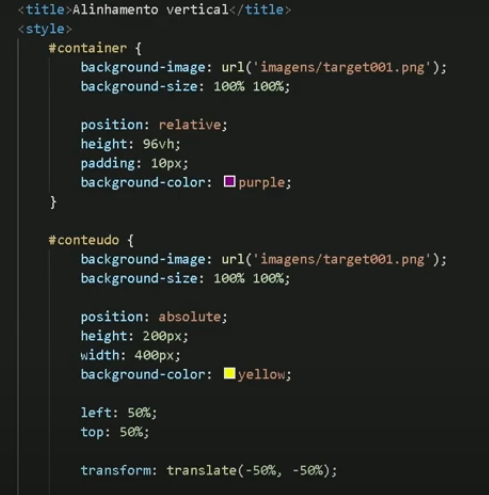 <title>Alinhamento vertical</title>
<style>
#container {
background-image: url('imagens/target001.png');
background-size: 100% 100%;
position: relative;
height: 96vh;
padding: 10px;
background-color: purple;
}
#conteudo {
background-image: url('imagens/target001.png');
background-size: 100% 100%;
position: absolute;
height: 200px;
width: 400px;
background-color: yellow;
left: 50%;
top: 50%;
transform: translate(-50%, -50%);